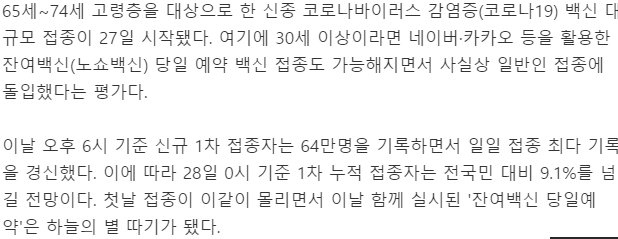 65세~74세 고령층을 대상으로 한 신종 코로나바이러스 감염증(코로나19) 백신 대
규모 접종이 27일 시작됐다. 여기에 30세 이상이라면 네이버·카카오 등을 활용한
잔여백신(노쇼백신) 당일 예약 백신 접종도 가능해지면서 사실상 일반인 접종에
돌입했다는 평가다.
이날 오후 6시 기준 신규 1차 접종자는 64만명을 기록하면서 일일 접종 최다 기록
을 경신했다. 이에 따라 28일 0시 기준 1차 누적 접종자는 전국민 대비 9.1%를 넘
길 전망이다. 첫날 접종이 이같이 몰리면서 이날 함께 실시된 '잔여백신 당일예
약'은 하늘의 별 따기가 됐다.